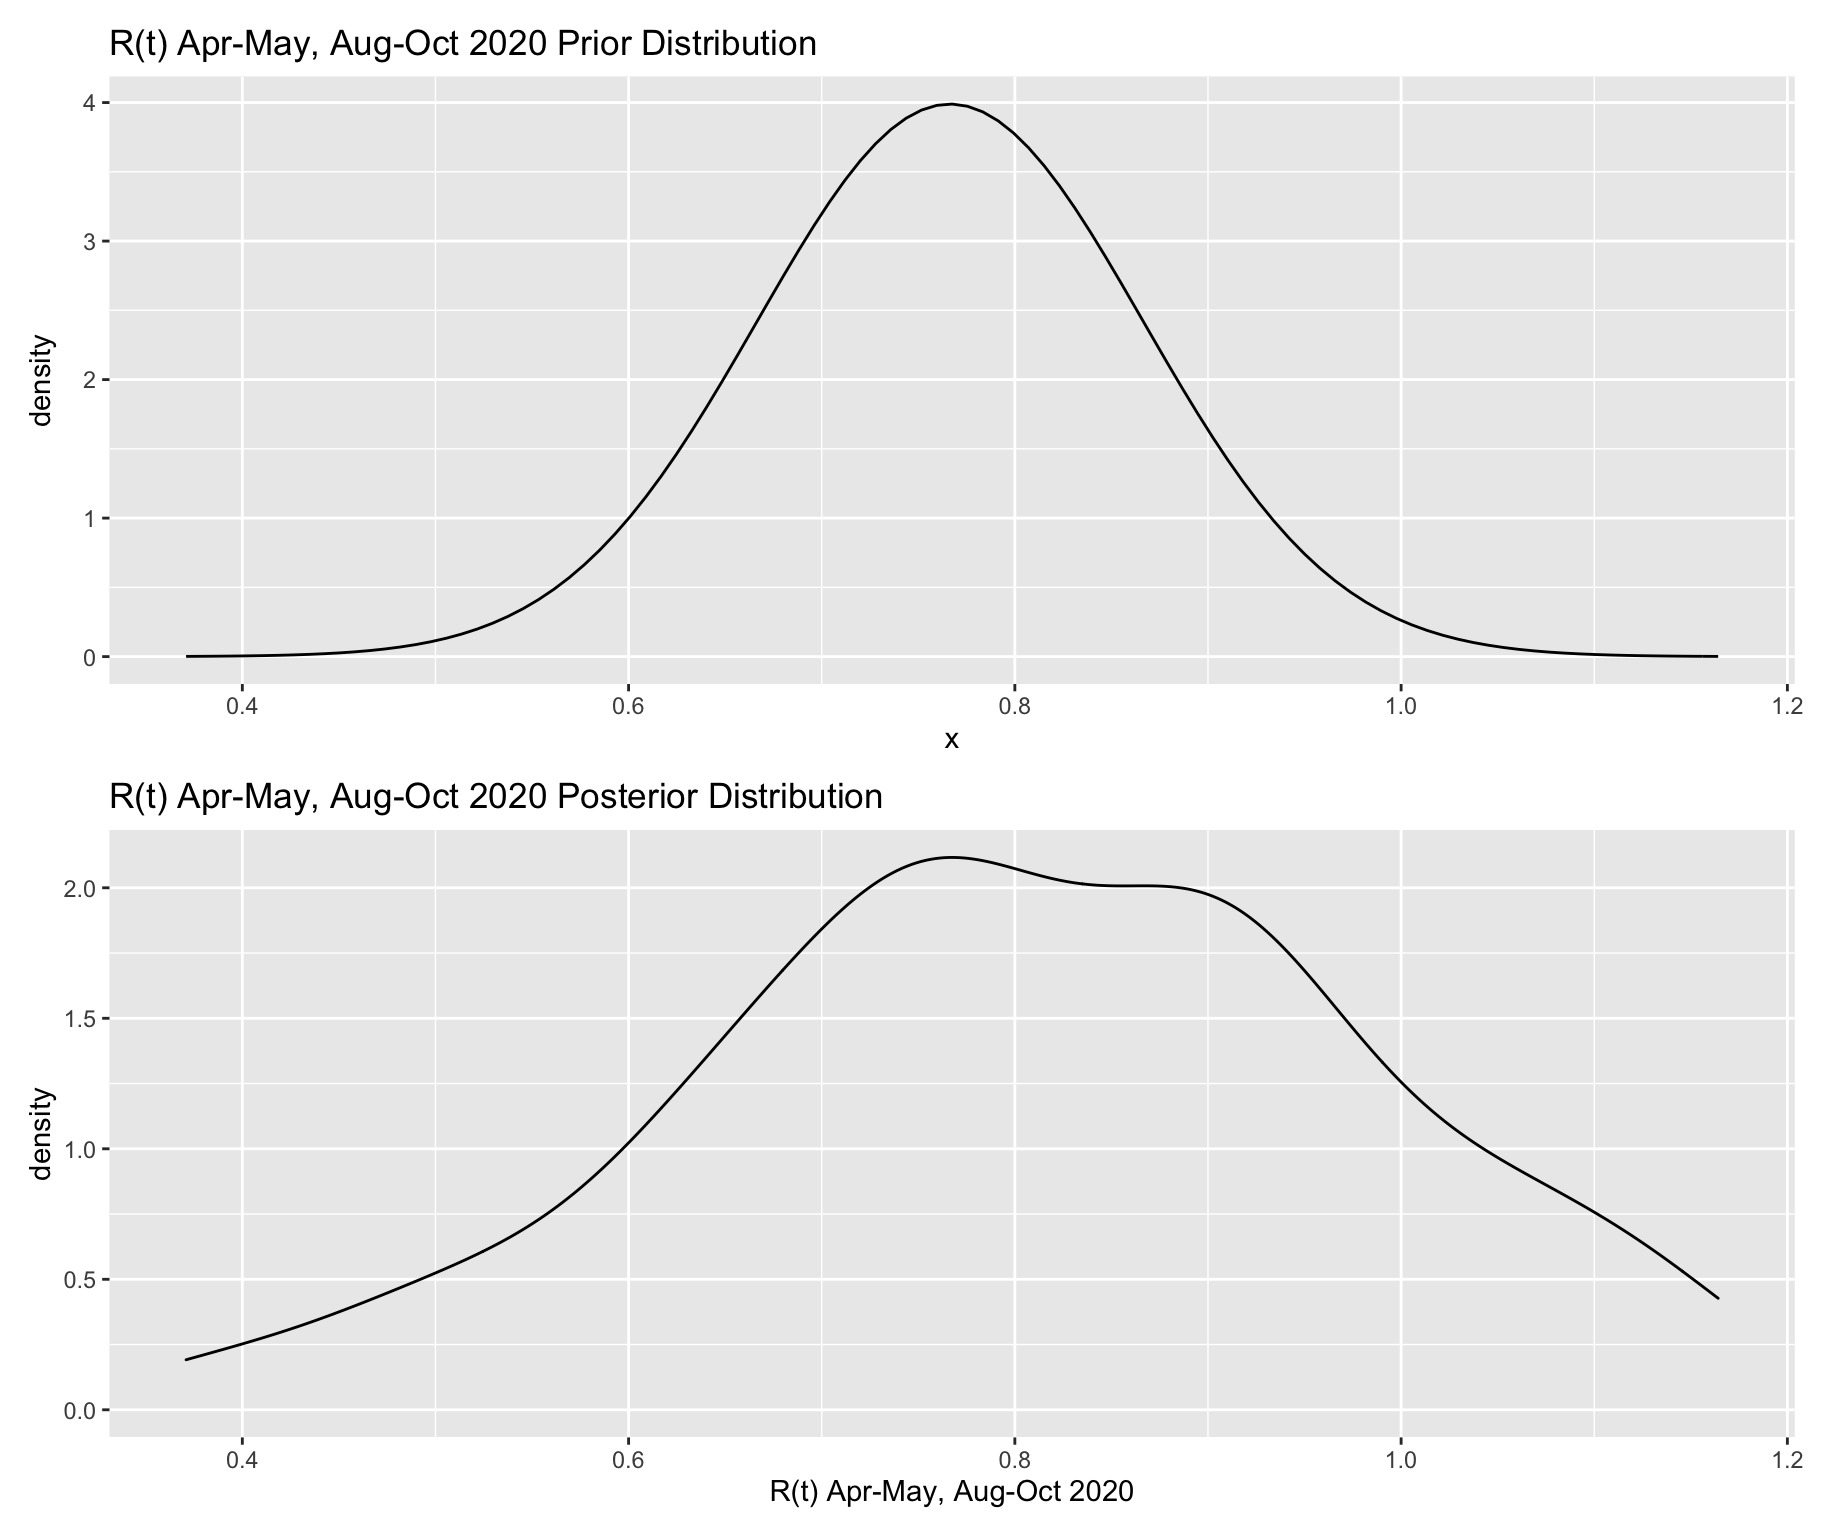 R(t) Apr-May, Aug-Oct 2020 Prior Distribution
4
3
2
1
0
density
0.4 0.6 0.8 1.0 1.2
x
R(t) Apr-May, Aug-Oct 2020 Posterior Distribution
2.0
1.5
1.0
0.5
0.0
density
0.4 0.6 0.8 1.0 1.2
R(t) Apr-May, Aug-Oct 2020